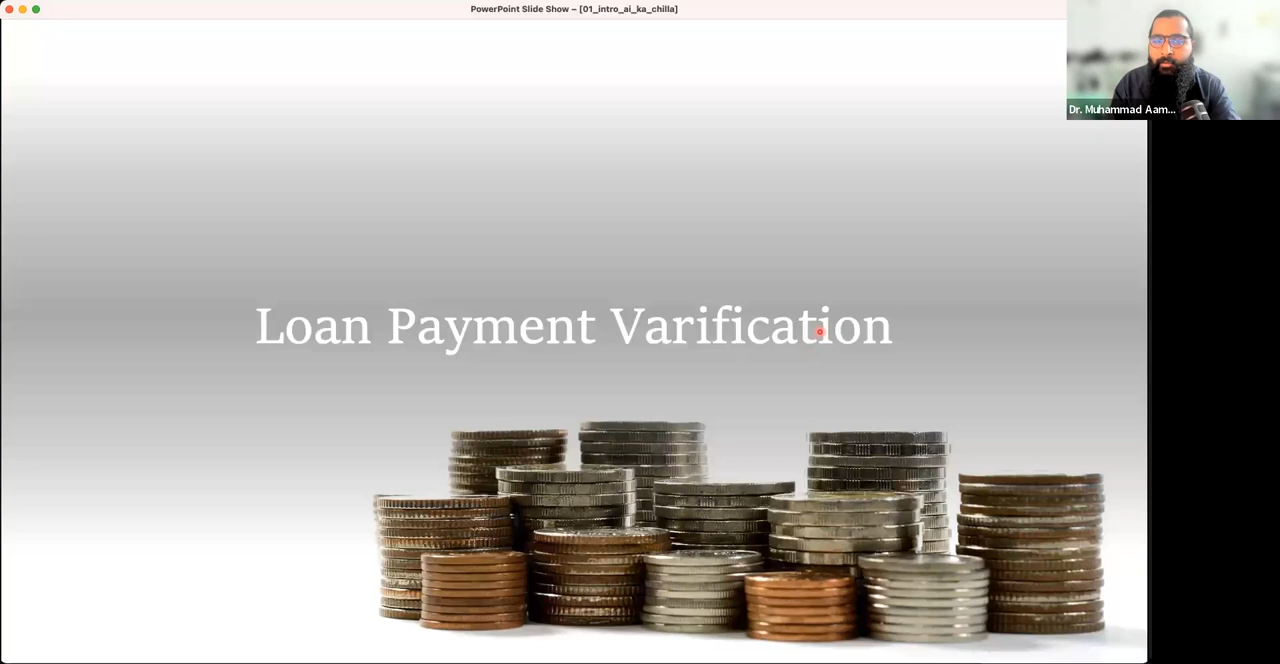 PowerPoint Slide Show – [01_intro_ai_ka_chilla]
Dr. Muhammad Aam...
Loan Payment Varification